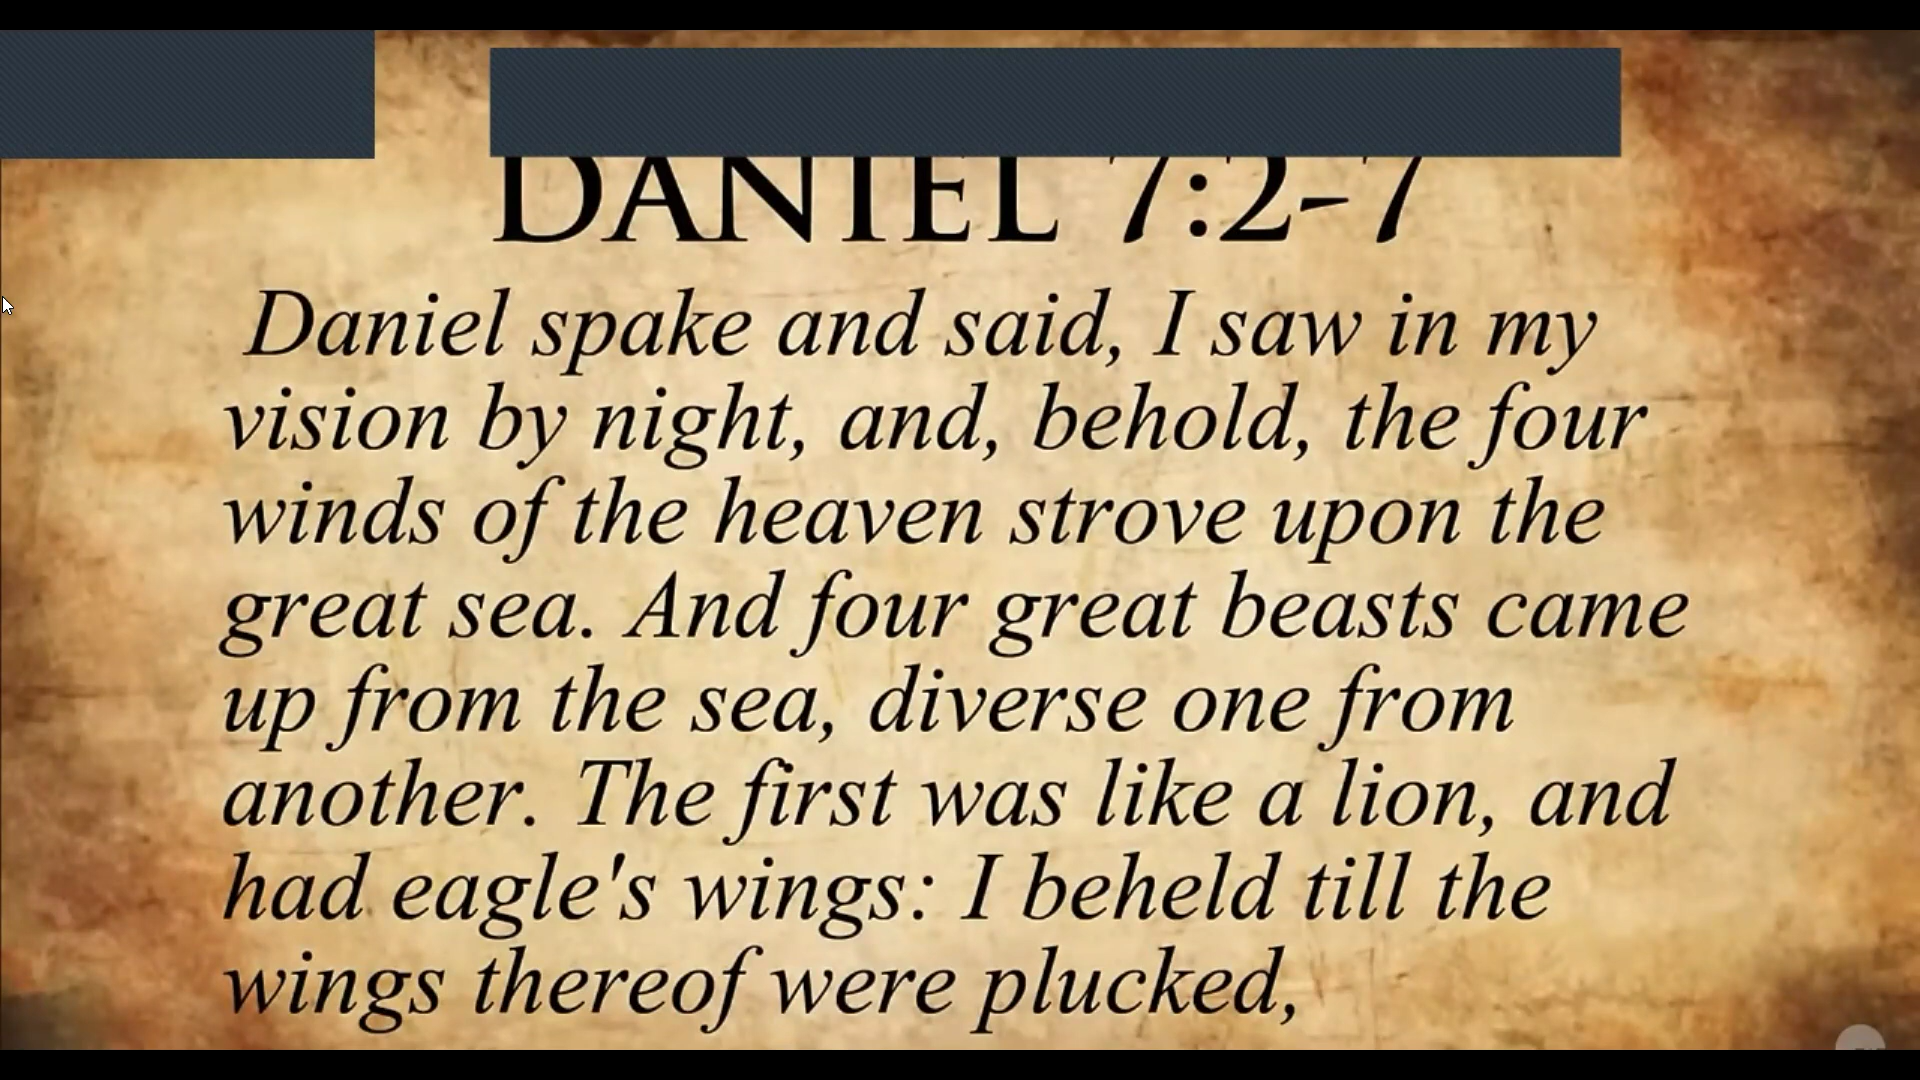 DANIEL 7:2-7
Daniel spake and said, I saw in my
vision by night, and, behold, the four
winds of the heaven strove upon the
great sea. And four great beasts came
up from the sea, diverse one from
another. The first was like a lion, and
had eagle's wings: I beheld till the
wings thereof were plucked,